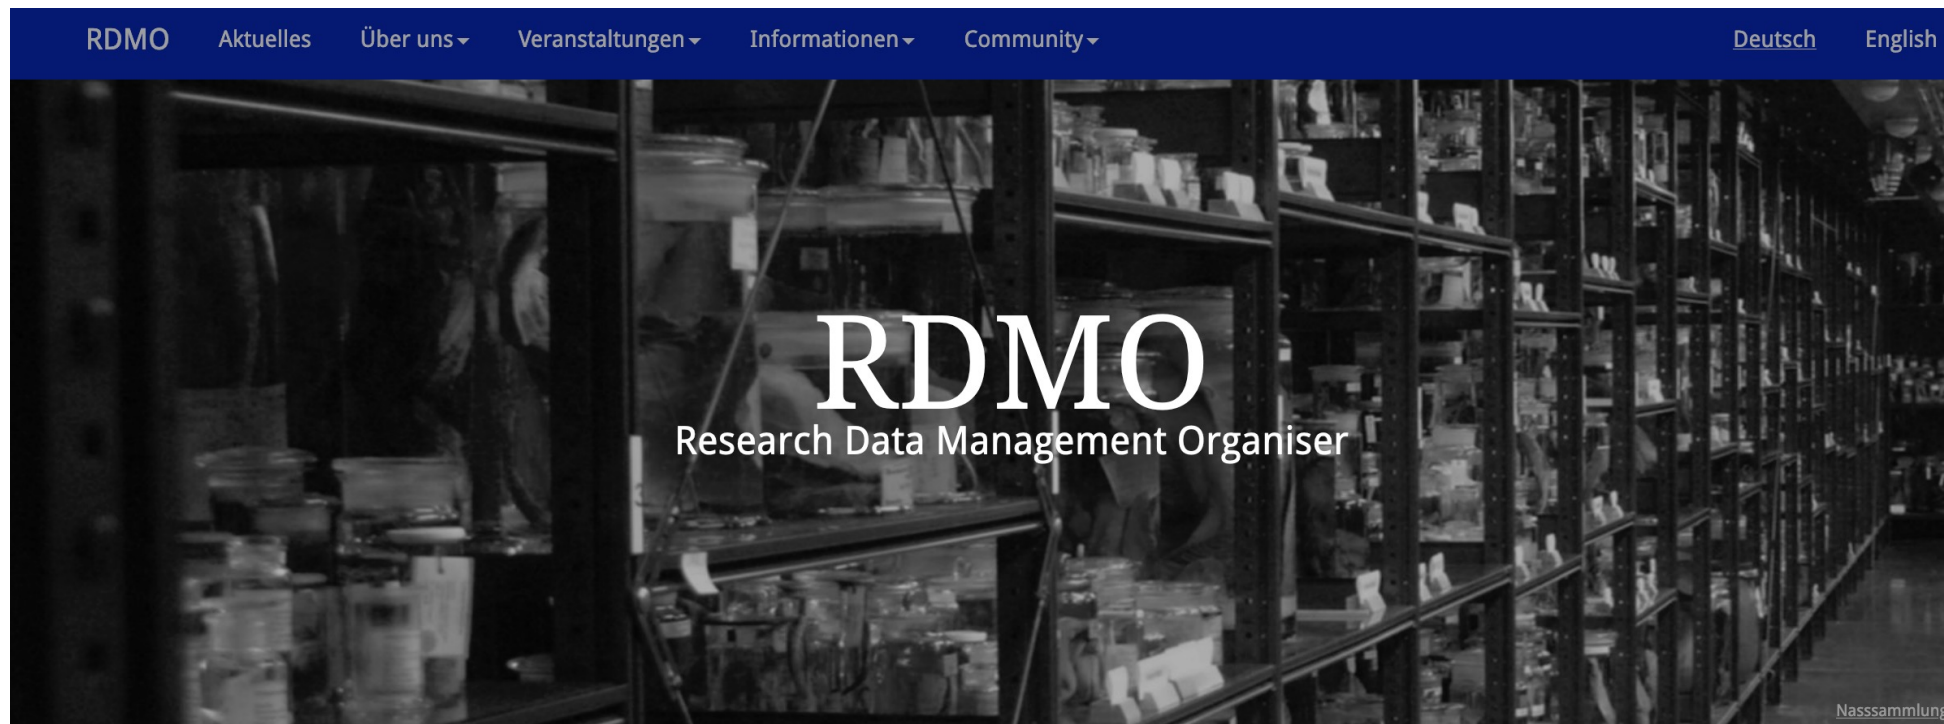 RDMO Aktuelles Über uns Veranstaltungen Informationen Community Deutsch English
RDMO
Research Data Management Organiser
Nasssammlung